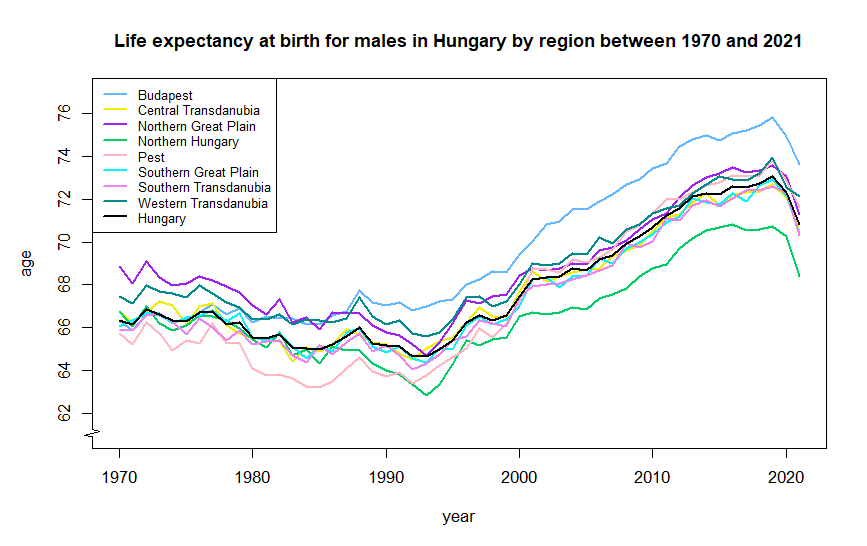 Life expectancy at birth for males in Hungary by region between 1970 and 2021
Budapest
Central Transdanubia
Northern Great Plain
Northern Hungary
Pest
Southern Great Plain
Southern Transdanubia
Western Transdanubia
Hungary
age
76
74
72
70
68
66
64
62
1970 1980 1990 2000 2010 2020
year